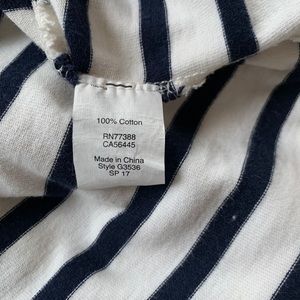 100% Cotton
RN77388
CA56445
Made in China
Style G3536
SP 17